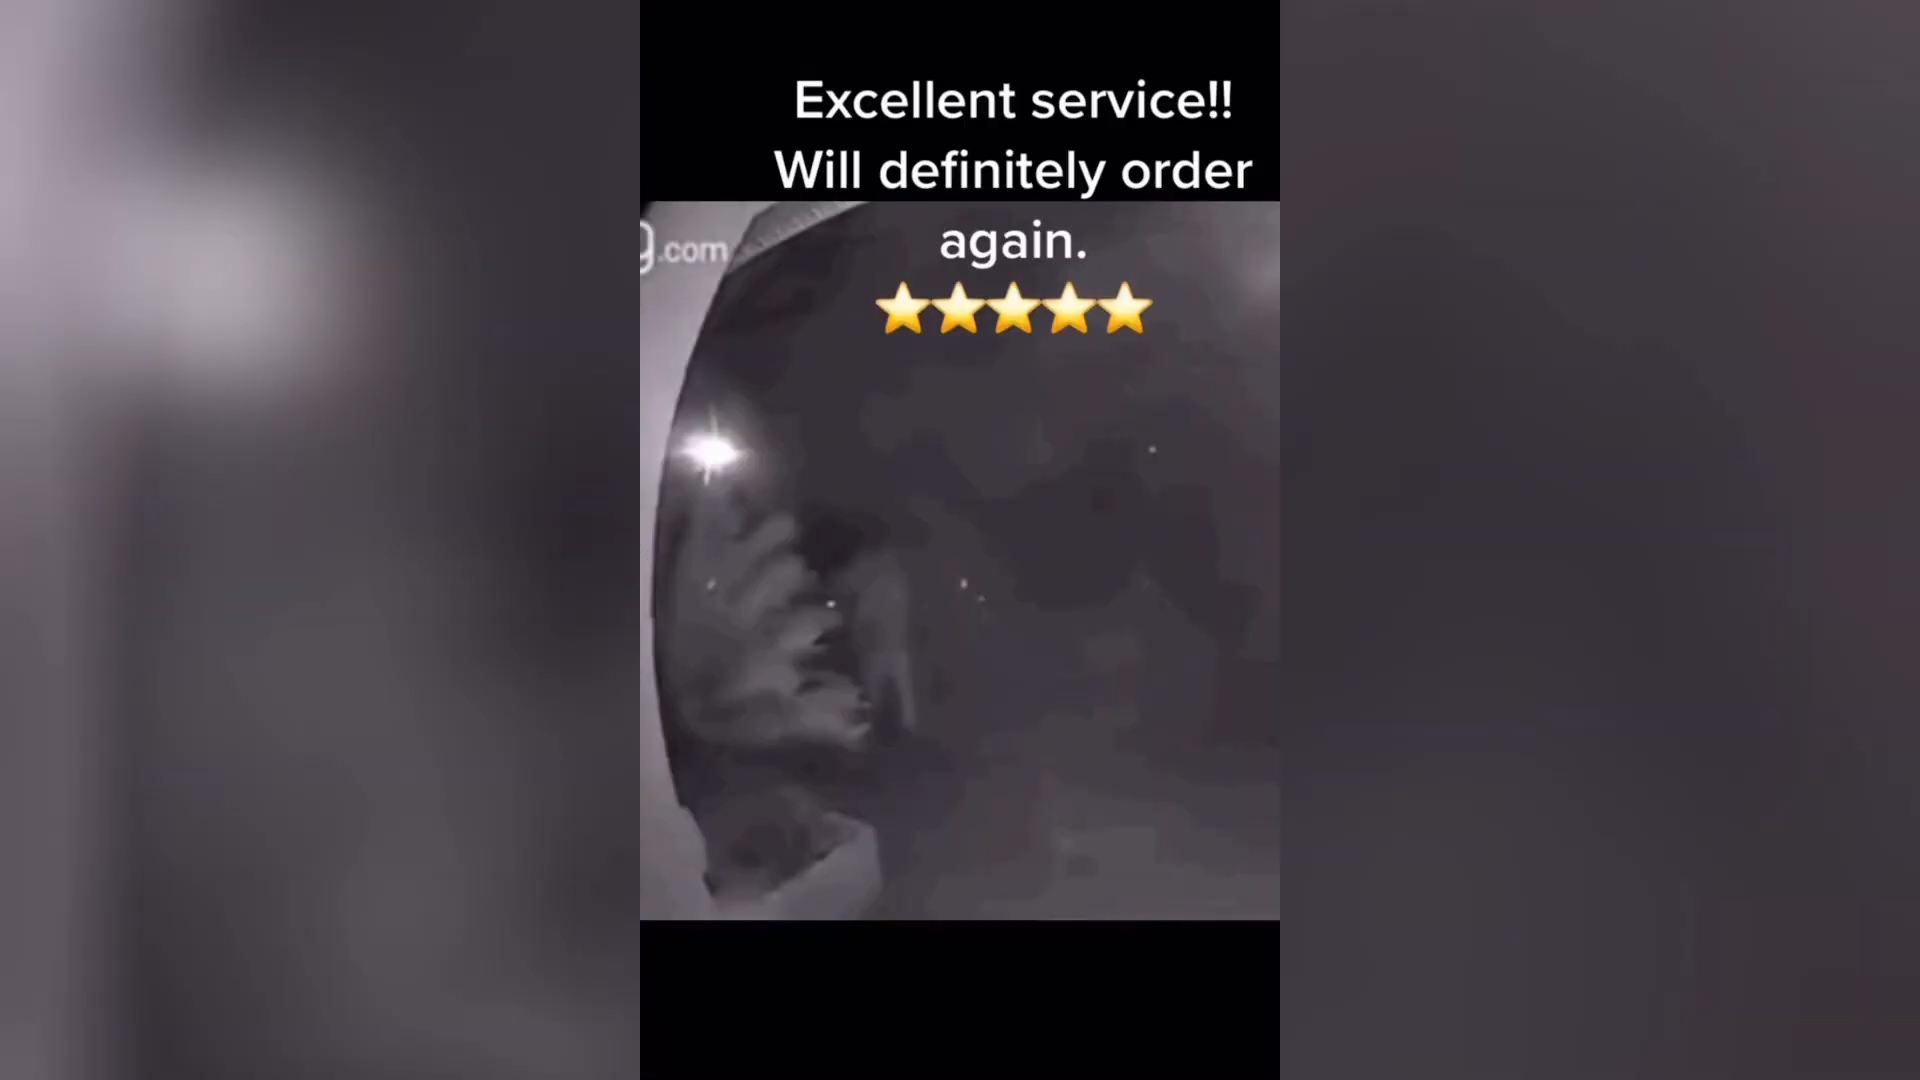 Excellent service!!
Will definitely order
again.
⭐⭐⭐⭐⭐
g.com